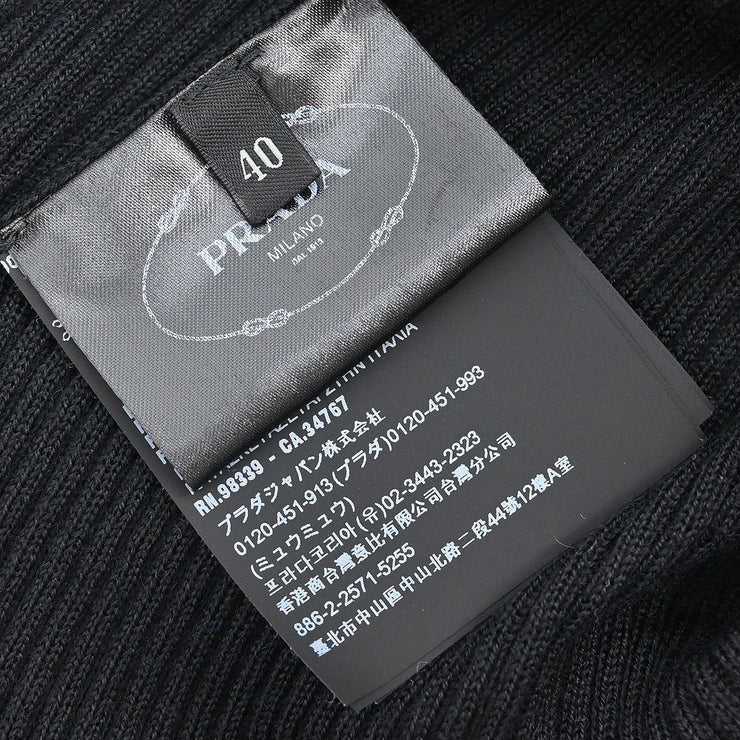 40
PRADA
MILANO
DAL 1913
RN.98339 - CA.34767
プラダジャパン株式会社
0120-451-913(プラダ)0120-451-993
(ミュウミュウ)
프라다코리아 (유)02-3443-2323
香港商台灣意比有限公司台灣分公司
886-2-2571-5255
臺北市中山區中山北路二段44號12樓A室